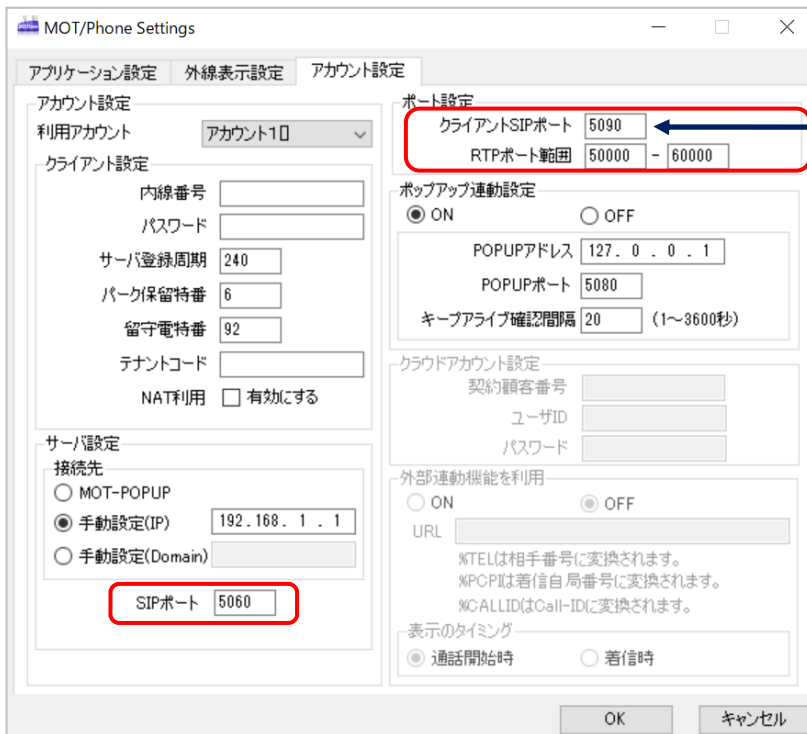 MOT/Phone Settings
アプリケーション設定 外線表示設定 アカウント設定
アカウント設定
利用アカウント アカウント1[]
クライアント設定
内線番号
パスワード
サーバ登録周期 240
パーク保留特番 6
留守電特番 92
テナントコード
NAT利用 有効にする
サーバ設定
接続先
MOT-POPUP
手動設定(IP) 192.168. 1 . 1
手動設定(Domain)
SIPポート 5060
ポート設定
クライアントSIPポート 5090
RTPポート範囲 50000 - 60000
ポップアップ連動設定
ON OFF
POPUPアドレス 127. 0 . 0 . 1
POPUPポート 5080
キープアライブ確認間隔 20 (1~3600秒)
クラウドアカウント設定
契約顧客番号
ユーザID
パスワード
外部連動機能を利用
ON OFF
URL
%TELは相手番号に変換されます。
%PCPIは着信自局番号に変換されます。
%CALLIDはCall-IDに変換されます。
表示のタイミング
通話開始時 着信時
OK キャンセル